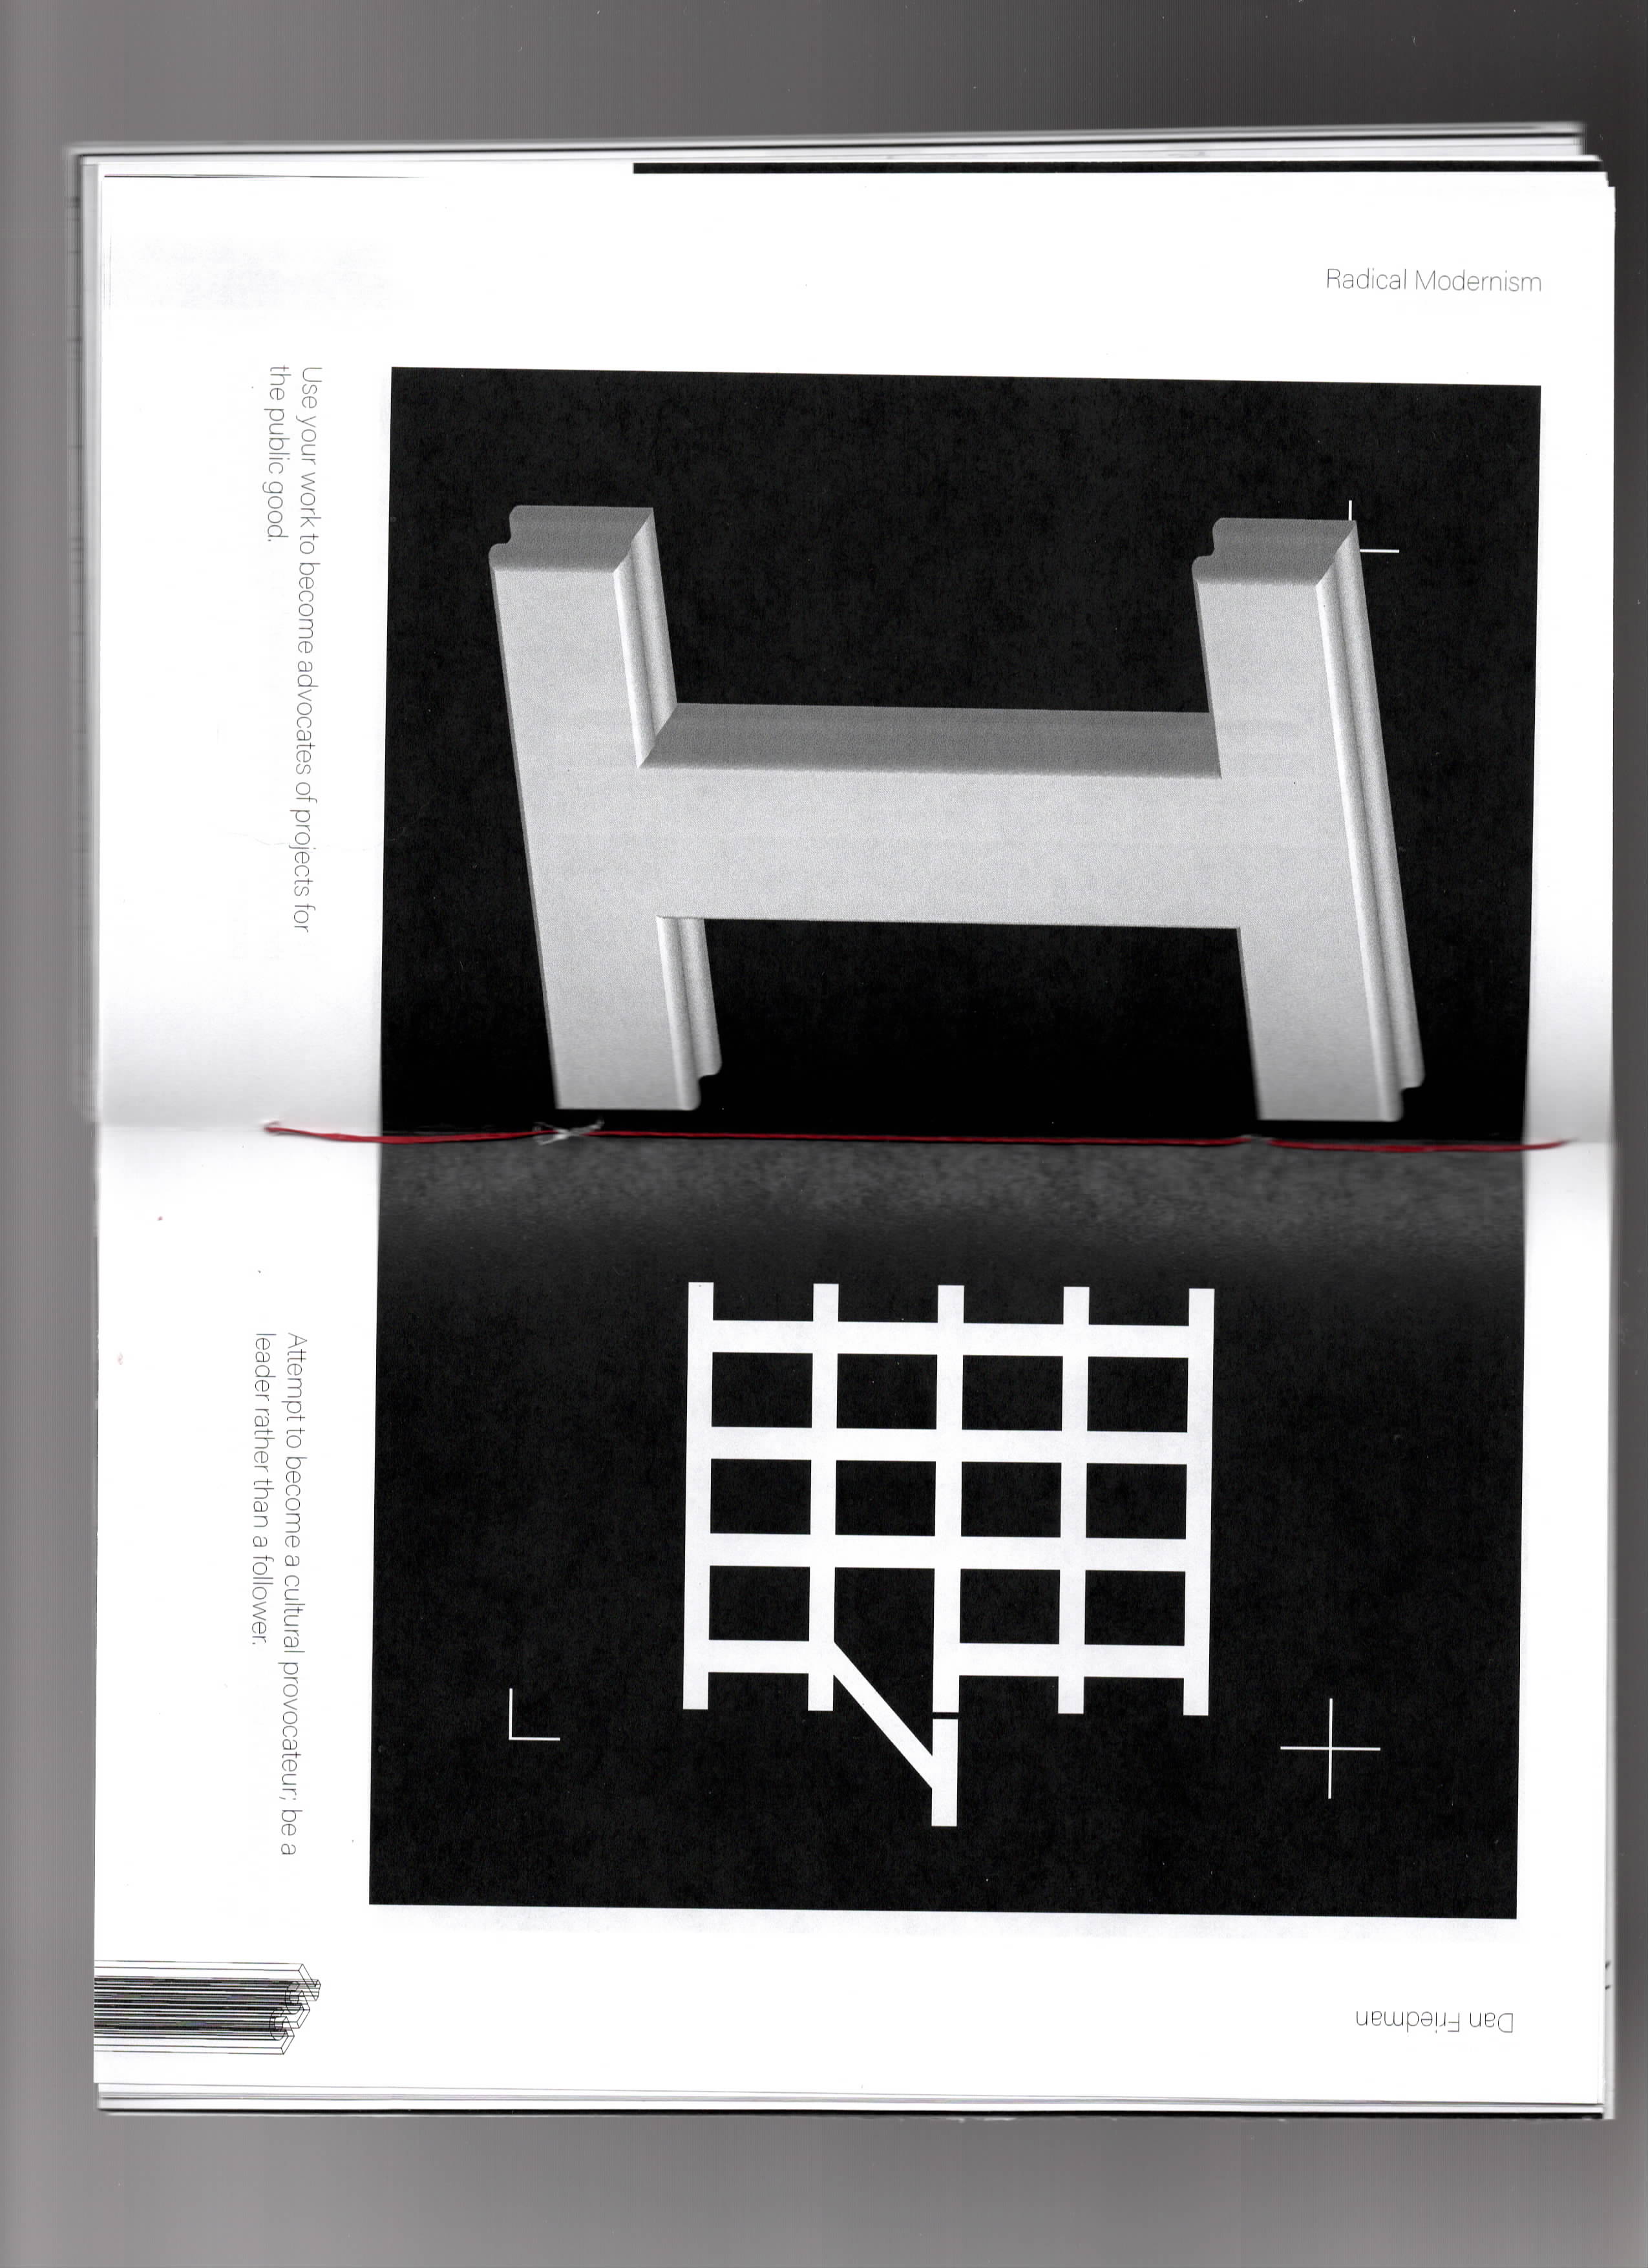 Radical Modernism
Use your work to become advocates of projects for
the public good.
Attempt to become a cultural provocateur; be a
leader rather than a follower.
Dan Friedman